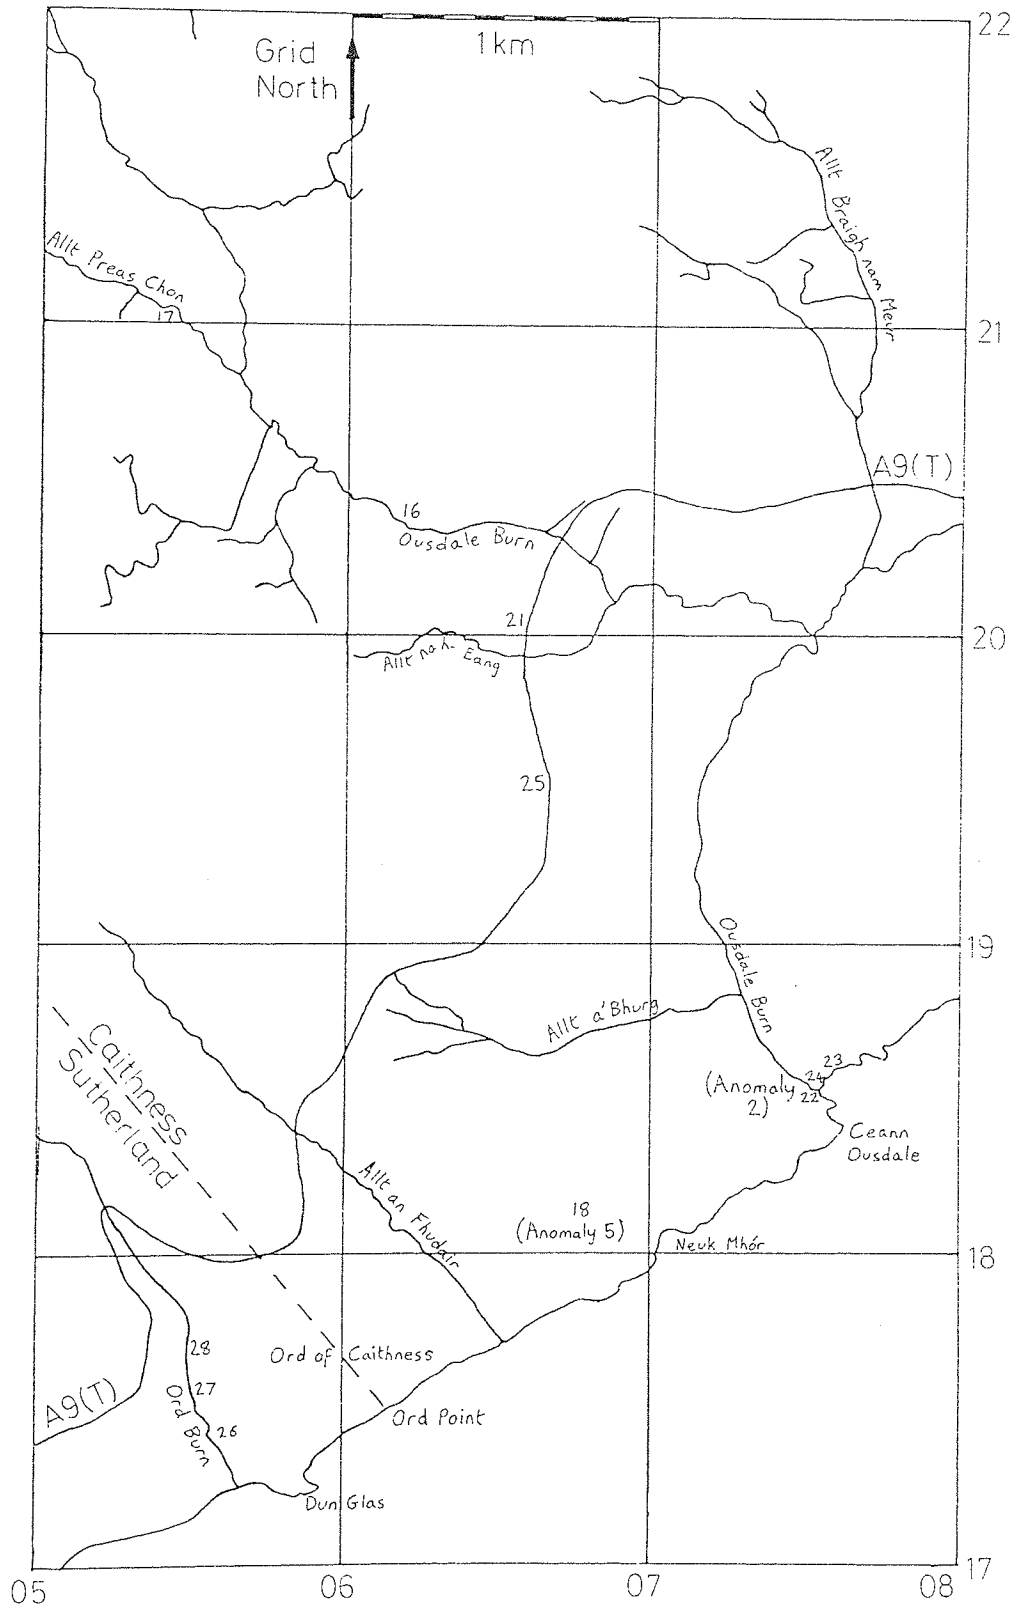 22
1km
Grid
North
Allt Braigh nam Meur
Allt Preas Chon
17
21
A9(T)
16
Ousdale Burn
21
20
Allt na h-Eang
25
19
Ousdale Burn
Allt a'Bhurg
Caithness
Sutherland
23
24
(Anomaly
2)
22
Ceann
Ousdale
Allt an Fhudair
18
(Anomaly 5)
Neuk Mhór
18
28
Ord of Caithness
27
A9(T)
Ord Burn
26
Ord Point
Dun Glas
17
05
06
07
08